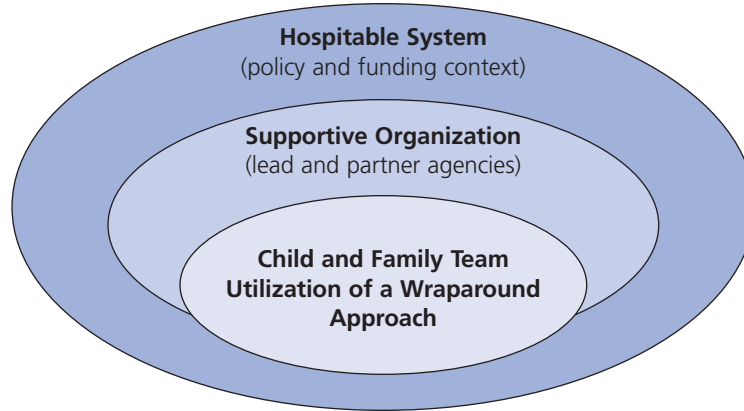 Hospitable System
(policy and funding context)
Supportive Organization
(lead and partner agencies)
Child and Family Team
Utilization of a Wraparound
Approach